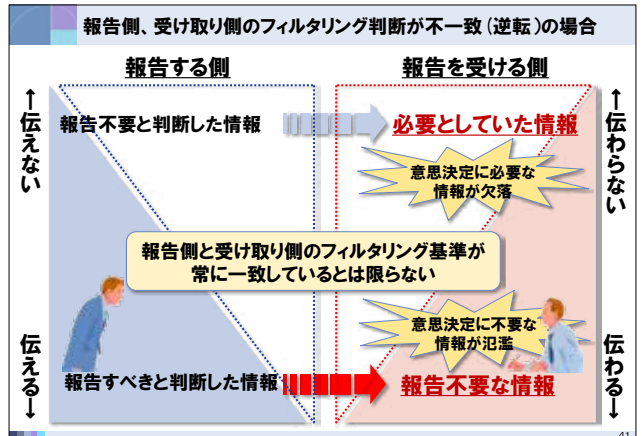 報告側、受け取り側のフィルタリング判断が不一致（逆転）の場合
報告する側
報告を受ける側
↑伝えない
報告不要と判断した情報
必要としていた情報
↑伝わらない
意思決定に必要な
情報が欠落
報告側と受け取り側のフィルタリング基準が
常に一致しているとは限らない
意思決定に不要な
情報が氾濫
伝える↓
報告すべきと判断した情報
報告不要な情報
伝わる↓
41